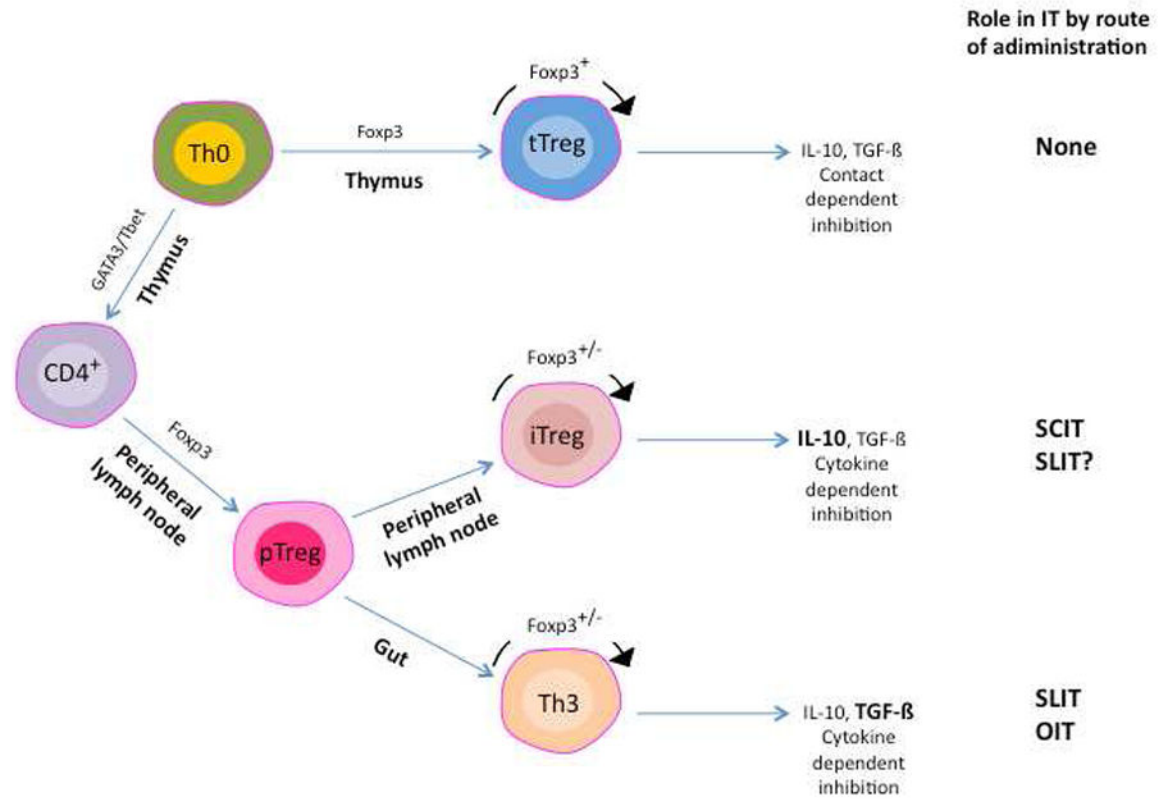 Role in IT by route
of adiministration
Foxp3+
Th0
Foxp3
Thymus
tTreg
IL-10, TGF-ß
Contact
dependent
inhibition
None
GATA3/Tbet
Thymus
CD4+
Foxp3
Peripheral
lymph node
pTreg
Peripheral
lymph node
Foxp3+/-
iTreg
IL-10, TGF-ß
Cytokine
dependent
inhibition
SCIT
SLIT?
Gut
Foxp3+/-
Th3
IL-10, TGF-ß
Cytokine
dependent
inhibition
SLIT
OIT